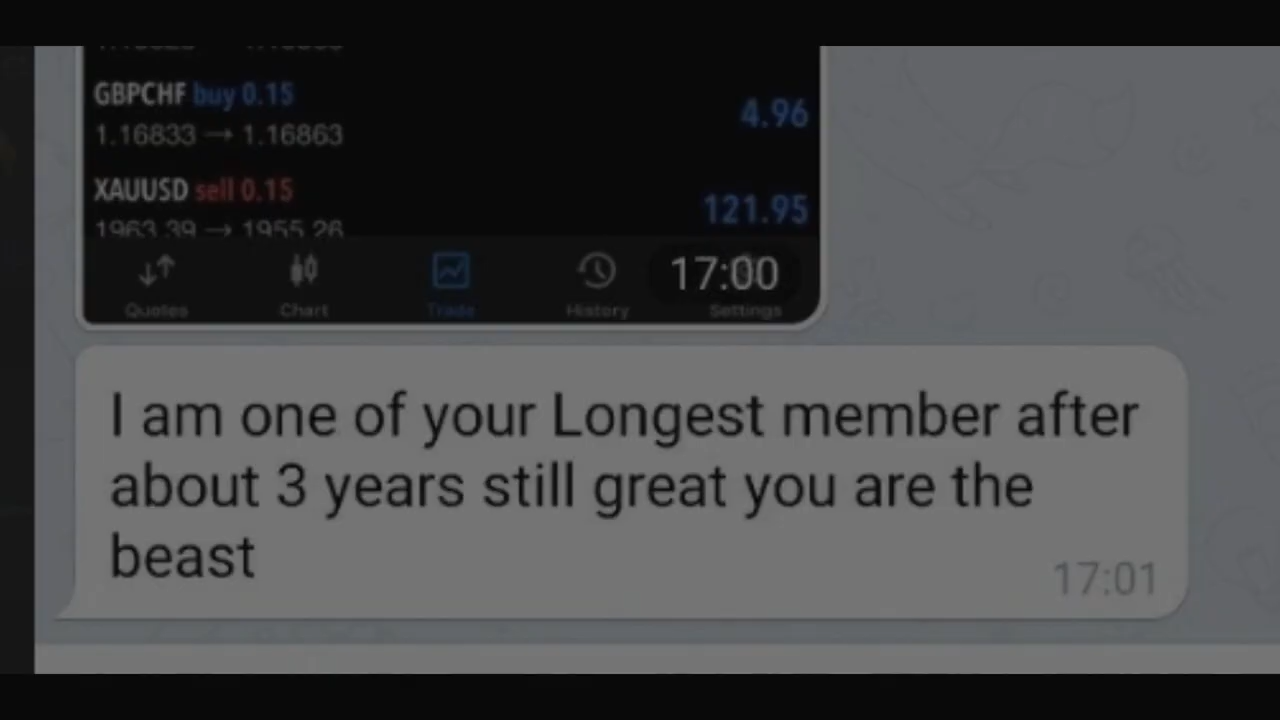 GBPCHF buy 0.15
4.96
1.16833 → 1.16863
XAUUSD sell 0.15
121.95
1963.39 → 1955.26
Quotes
Chart
Trade
History
Settings
17:00
I am one of your Longest member after
about 3 years still great you are the
beast
17:01